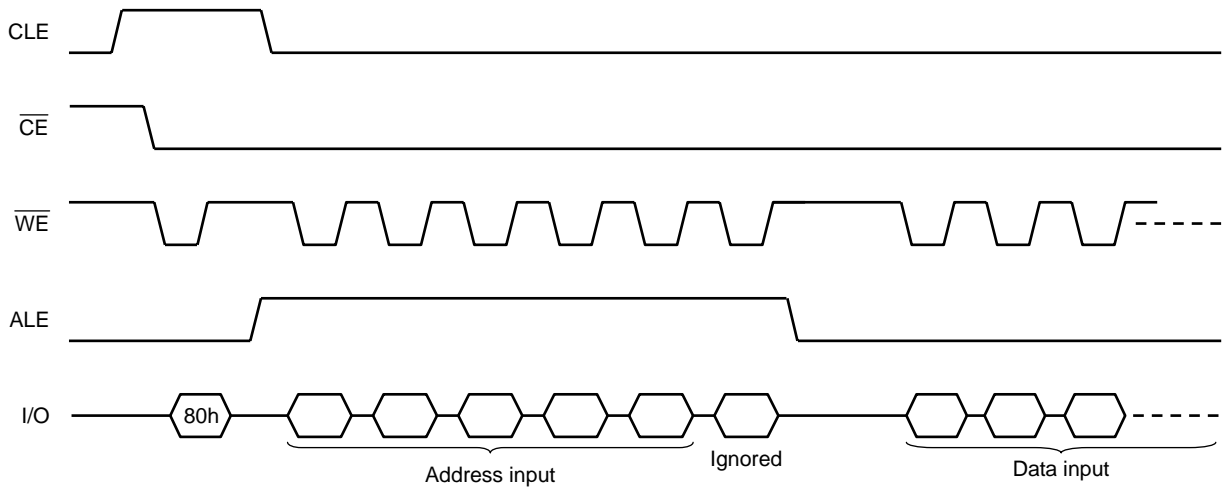 CLE
CE
WE
ALE
I/O
80h
Address input
Ignored
Data input